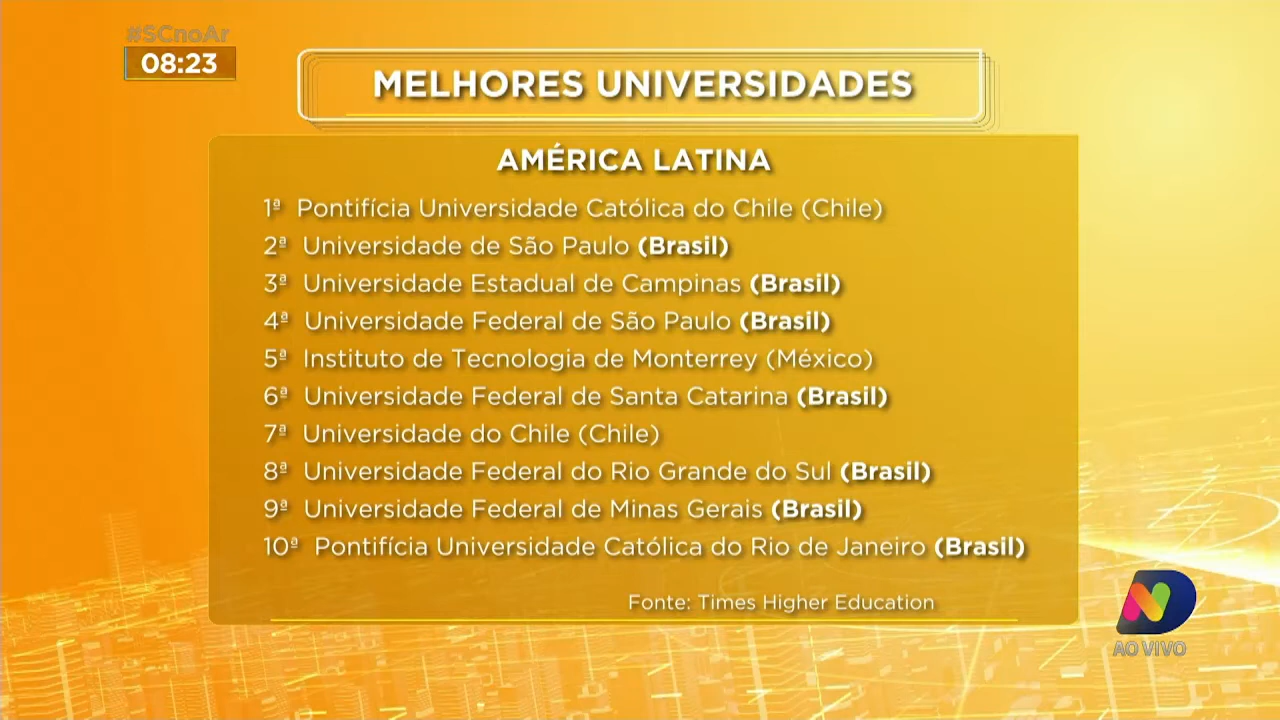 #SCnoAr
08:23
MELHORES UNIVERSIDADES
AMÉRICA LATINA
1ª Pontifícia Universidade Católica do Chile (Chile)
2ª Universidade de São Paulo (Brasil)
3ª Universidade Estadual de Campinas (Brasil)
4ª Universidade Federal de São Paulo (Brasil)
5ª Instituto de Tecnologia de Monterrey (México)
6ª Universidade Federal de Santa Catarina (Brasil)
7ª Universidade do Chile (Chile)
8ª Universidade Federal do Rio Grande do Sul (Brasil)
9ª Universidade Federal de Minas Gerais (Brasil)
10ª Pontifícia Universidade Católica do Rio de Janeiro (Brasil)
Fonte: Times Higher Education
ND
AO VIVO